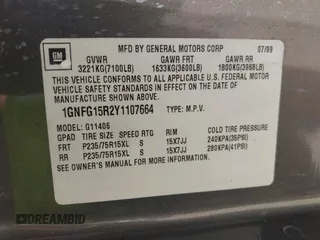 GM
MFD BY GENERAL MOTORS CORP 07/99
GVWR GAWR FRT GAWR RR
3221KG(7100LB) 1633KG(3600LB) 1800KG(3968LB)
THIS VEHICLE CONFORMS TO ALL APPLICABLE U.S. FEDERAL MOTOR
VEHICLE SAFETY STANDARDS IN EFFECT ON THE DATE OF
MANUFACTURE SHOWN ABOVE.
1GNFG15R2Y1107664 TYPE: M.P.V.
MODEL: G11406
GPAD TIRE SIZE SPEED RTG RIM COLD TIRE PRESSURE
FRT P235/75R15XL S 15X7JJ 240KPA(35PSI)
RR P235/75R15XL S 15X7JJ 280KPA(41PSI)
SEE OWNER'S MANUAL FOR MORE INFORMATION.
DREAMBID